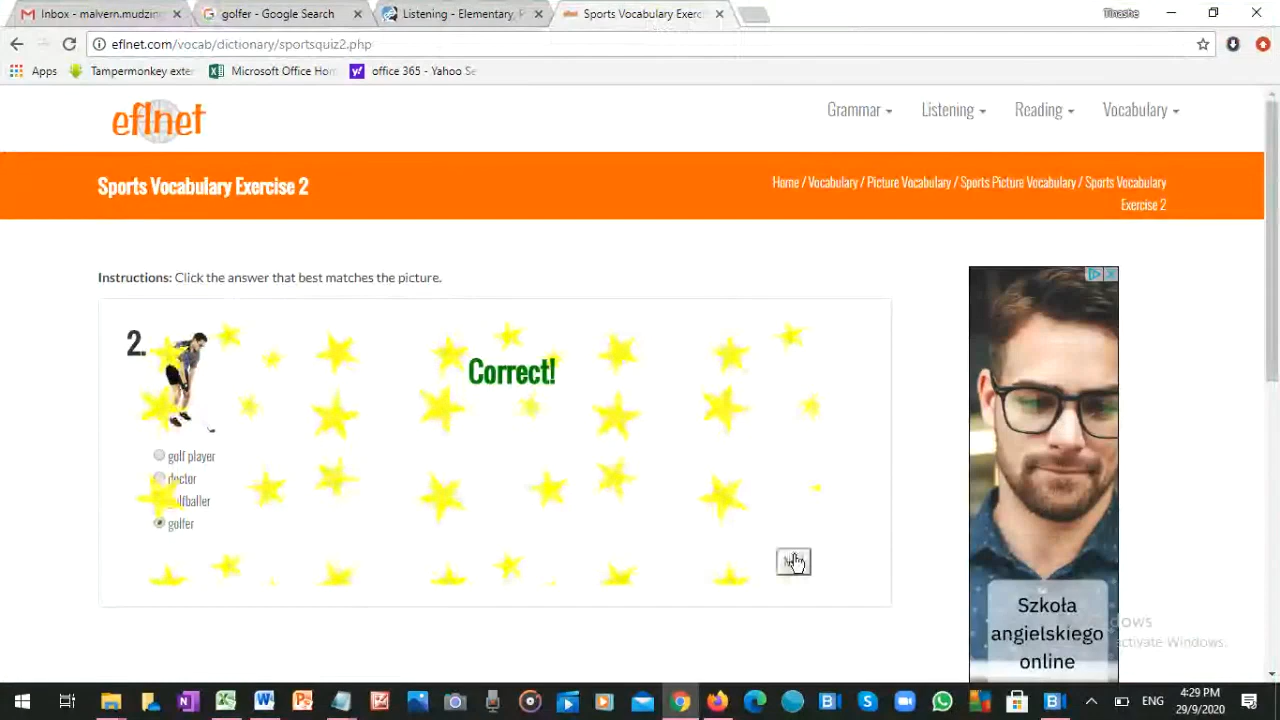 Inbox - malvern.mudzin
golfer - Google Search
Listening - Elementary, P
Sports Vocabulary Exerci
Tinashe
eflnet.com/vocab/dictionary/sportsquiz2.php
Apps
Tampermonkey exter
Microsoft Office Hom
office 365 - Yahoo Se
eflnet
Grammar
Listening
Reading
Vocabulary
Sports Vocabulary Exercise 2
Home / Vocabulary / Picture Vocabulary / Sports Picture Vocabulary / Sports Vocabulary
Exercise 2
Instructions: Click the answer that best matches the picture.
2.
Correct!
golf player
doctor
golfer
Szkoła
angielskiego
online
ENG
4:29 PM
29/9/2020